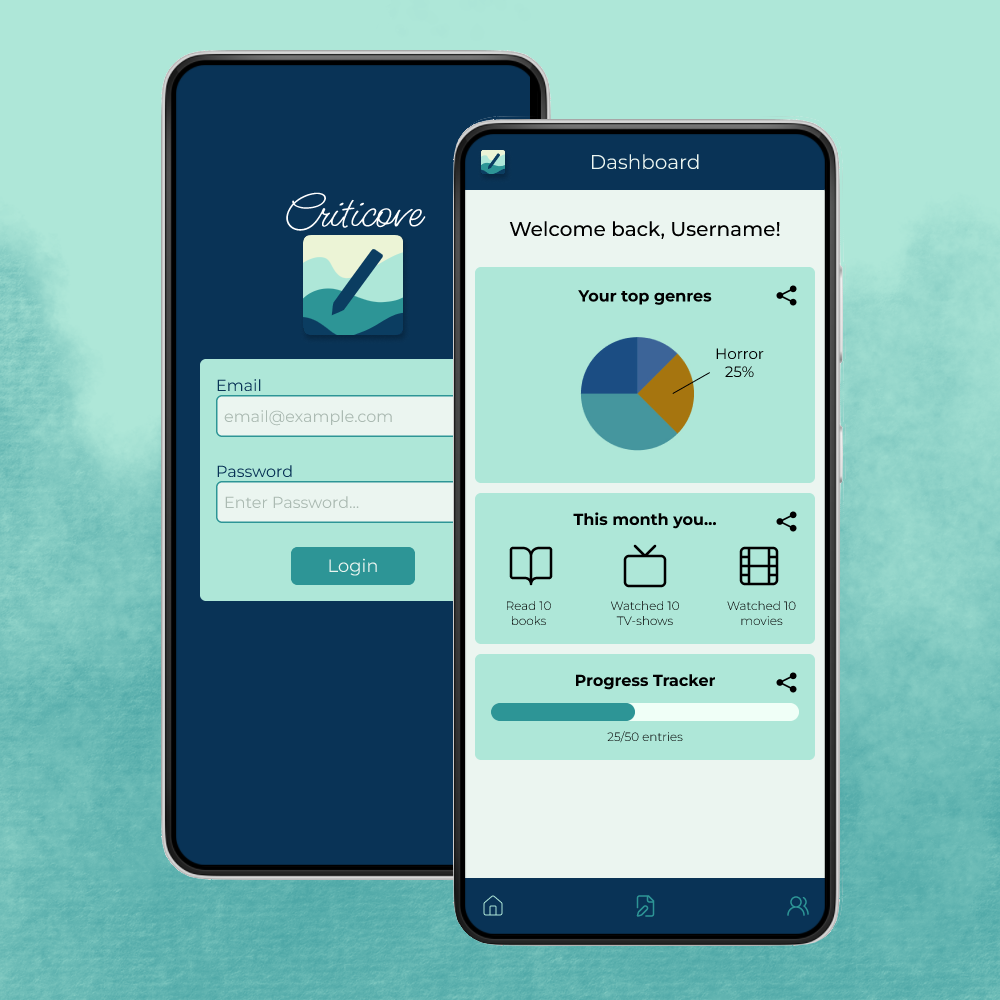 Criticove
Email
email@example.com
Password
Enter Password...
Login
Dashboard
Welcome back, Username!
Your top genres
Horror
25%
This month you...
Read 10
books
Watched 10
TV-shows
Watched 10
movies
Progress Tracker
25/50 entries